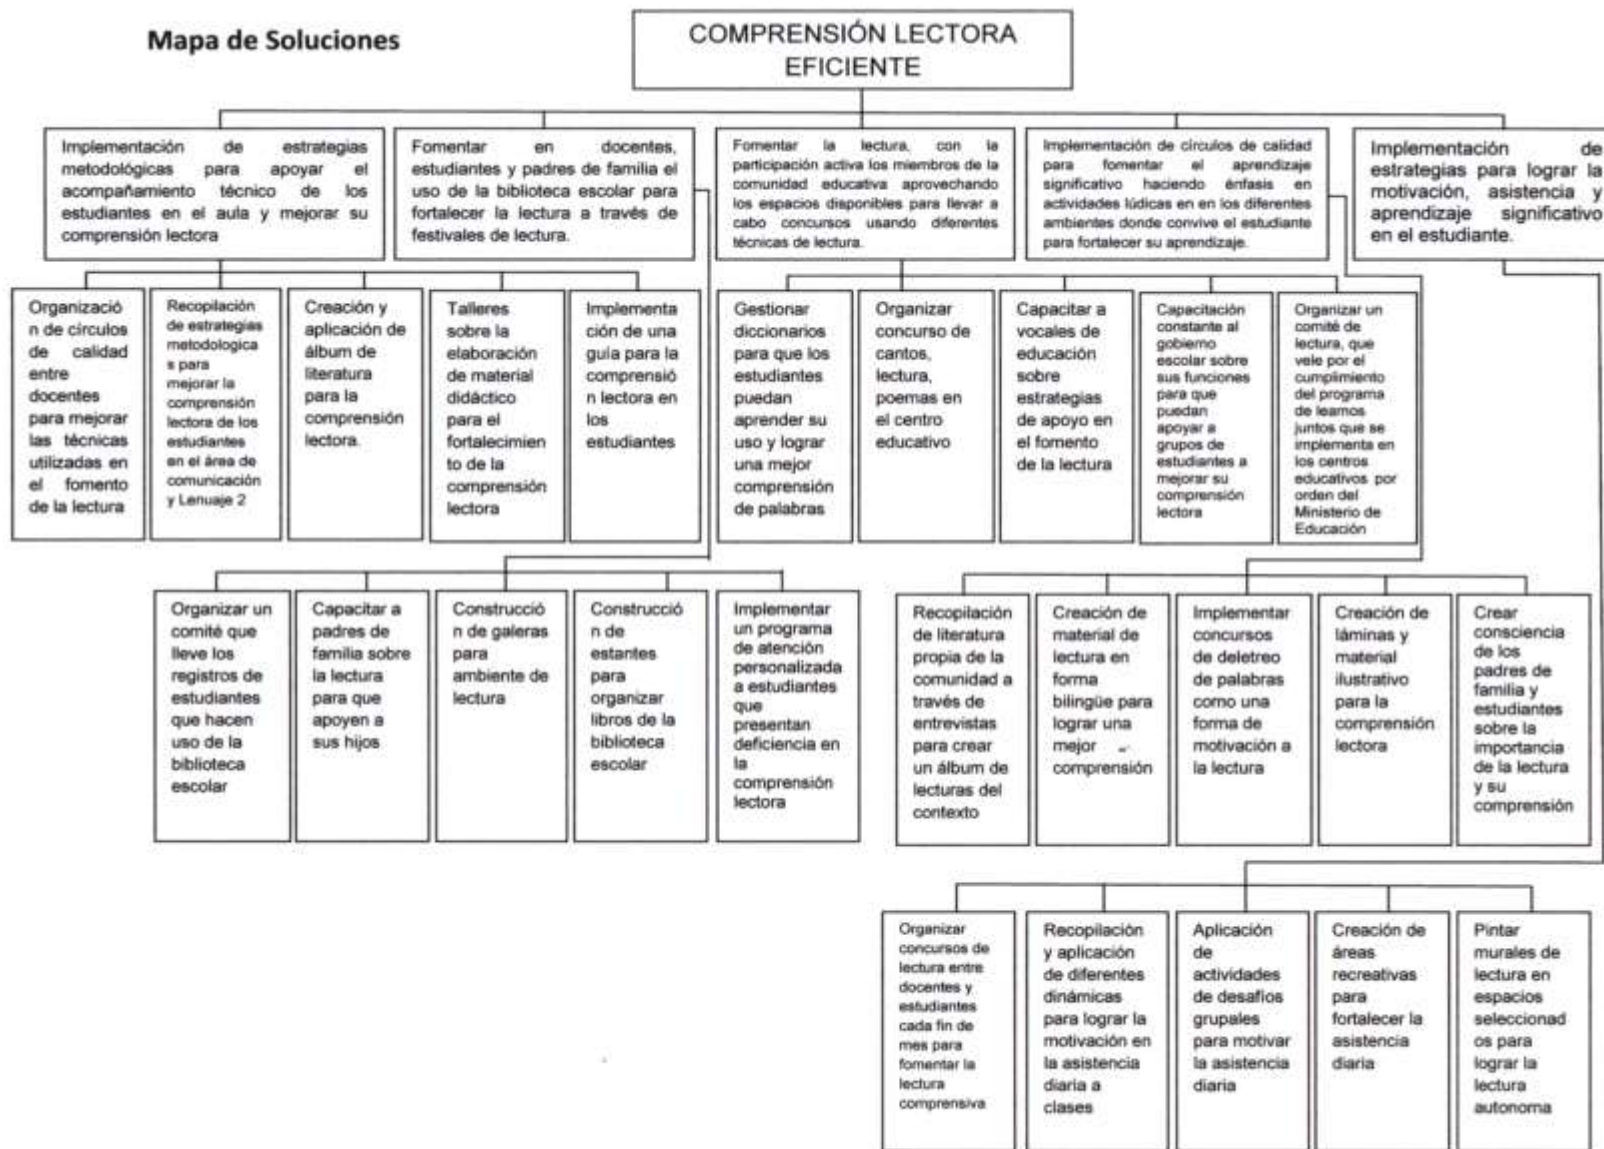 Mapa de Soluciones
COMPRENSIÓN LECTORA
EFICIENTE
Implementación de estrategias
metodológicas para apoyar el
acompañamiento técnico de los
estudiantes en el aula y mejorar su
comprensión lectora
Fomentar en docentes,
estudiantes y padres de familia el
uso de la biblioteca escolar para
fortalecer la lectura a través de
festivales de lectura.
Fomentar la lectura, con la
participación activa los miembros de la
comunidad educativa aprovechando
los espacios disponibles para llevar a
cabo concursos usando diferentes
técnicas de lectura.
Implementación de círculos de calidad
para fomentar el aprendizaje
significativo haciendo énfasis en
actividades lúdicas en en los diferentes
ambientes donde convive el estudiante
para fortalecer su aprendizaje.
Implementación de
estrategias para lograr la
motivación, asistencia y
aprendizaje significativo
en el estudiante.
Organizació
n de círculos
de calidad
entre
docentes
para mejorar
las técnicas
utilizadas en
el fomento
de la lectura
Recopilación
de estrategias
metodologica
s para
mejorar la
comprensión
lectora de los
estudiantes
en el área de
comunicación
y Lenuaje 2
Creación y
aplicación de
álbum de
literatura
para la
comprensión
lectora.
Talleres
sobre la
elaboración
de material
didáctico
para el
fortalecimien
to de la
comprensión
lectora
Implementa
ción de una
guía para la
comprensió
n lectora en
los
estudiantes
Gestionar
diccionarios
para que los
estudiantes
puedan
aprender su
uso y lograr
una mejor
comprensión
de palabras
Organizar
concurso de
cantos,
lectura,
poemas en
el centro
educativo
Capacitar a
vocales de
educación
sobre
estrategias
de apoyo en
el fomento
de la lectura
Capacitación
constante al
gobierno
escolar sobre
sus funciones
para que
puedan
apoyar a
grupos de
estudiantes a
mejorar su
comprensión
lectora
Organizar un
comité de
lectura, que
vele por el
cumplimiento
del programa
de leamos
juntos que se
implementa en
los centros
educativos por
orden del
Ministerio de
Educación
Organizar un
comité que
lleve los
registros de
estudiantes
que hacen
uso de la
biblioteca
escolar
Capacitar a
padres de
familia sobre
la lectura
para que
apoyen a
sus hijos
Construcció
n de galeras
para
ambiente de
lectura
Construcció
n de
estantes
para
organizar
libros de la
biblioteca
escolar
Implementar
un programa
de atención
personalizada
a estudiantes
que
presentan
deficiencia en
la
comprensión
lectora
Recopilación
de literatura
propia de la
comunidad a
través de
entrevistas
para crear
un álbum de
lecturas del
contexto
Creación de
material de
lectura en
forma
bilingüe para
lograr una
mejor
comprensión
Implementar
concursos
de deletreo
de palabras
como una
forma de
motivación a
la lectura
Creación de
láminas y
material
ilustrativo
para la
comprensión
lectora
Crear
consciencia
de los
padres de
familia y
estudiantes
sobre la
importancia
de la lectura
y su
comprensión
Organizar
concursos de
lectura entre
docentes y
estudiantes
cada fin de
mes para
fomentar la
lectura
comprensiva
Recopilación
y aplicación
de diferentes
dinámicas
para lograr la
motivación en
la asistencia
diaria a
clases
Aplicación
de
actividades
de desafíos
grupales
para motivar
la asistencia
diaria
Creación de
áreas
recreativas
para
fortalecer la
asistencia
diaria
Pintar
murales de
lectura en
espacios
seleccionad
os para
lograr la
lectura
autonoma